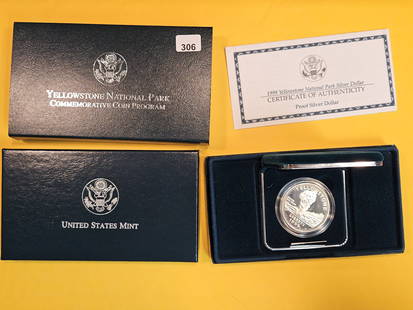 306
YELLOWSTONE NATIONAL PARK
COMMEMORATIVE COIN PROGRAM
1999 Yellowstone National Park Silver Dollar
CERTIFICATE OF AUTHENTICITY
Proof Silver Dollar
UNITED STATES MINT
YELLOWSTONE